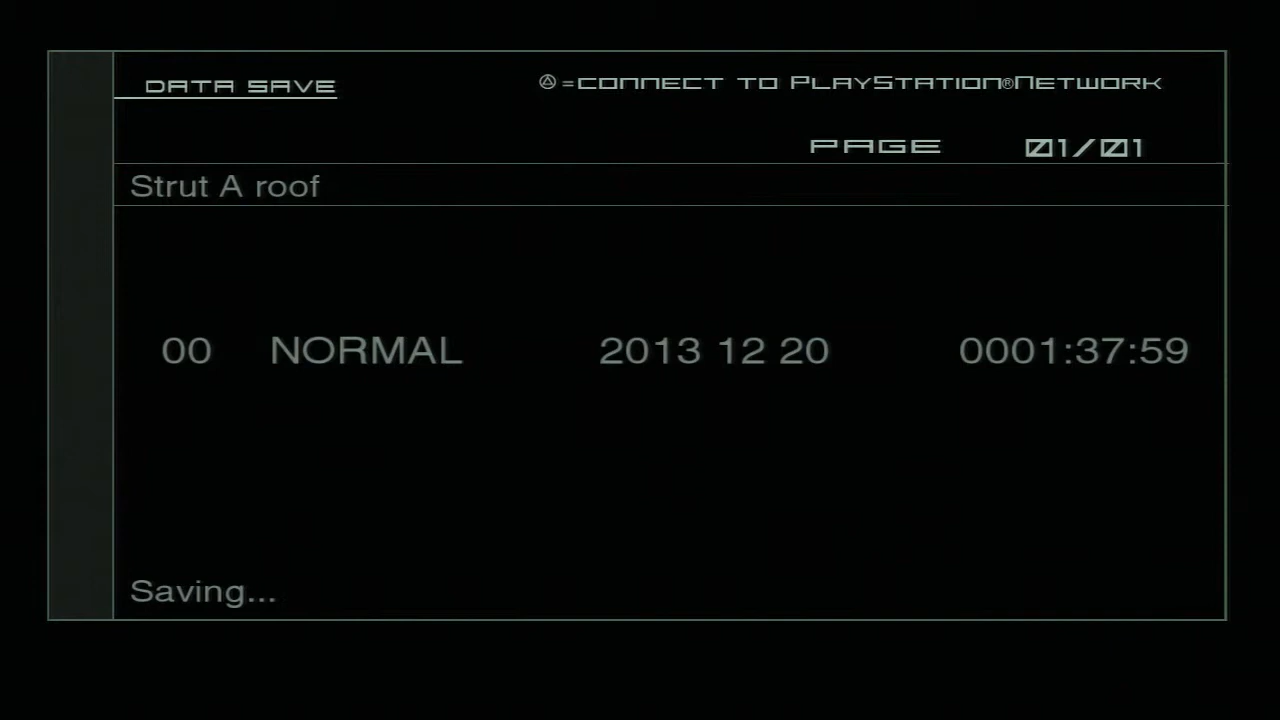 DATA SAVE
Ⓐ=CONNECT TO PLAYSTATION®NETWORK
PAGE 01/01
Strut A roof
00 NORMAL 2013 12 20 0001:37:59
Saving...